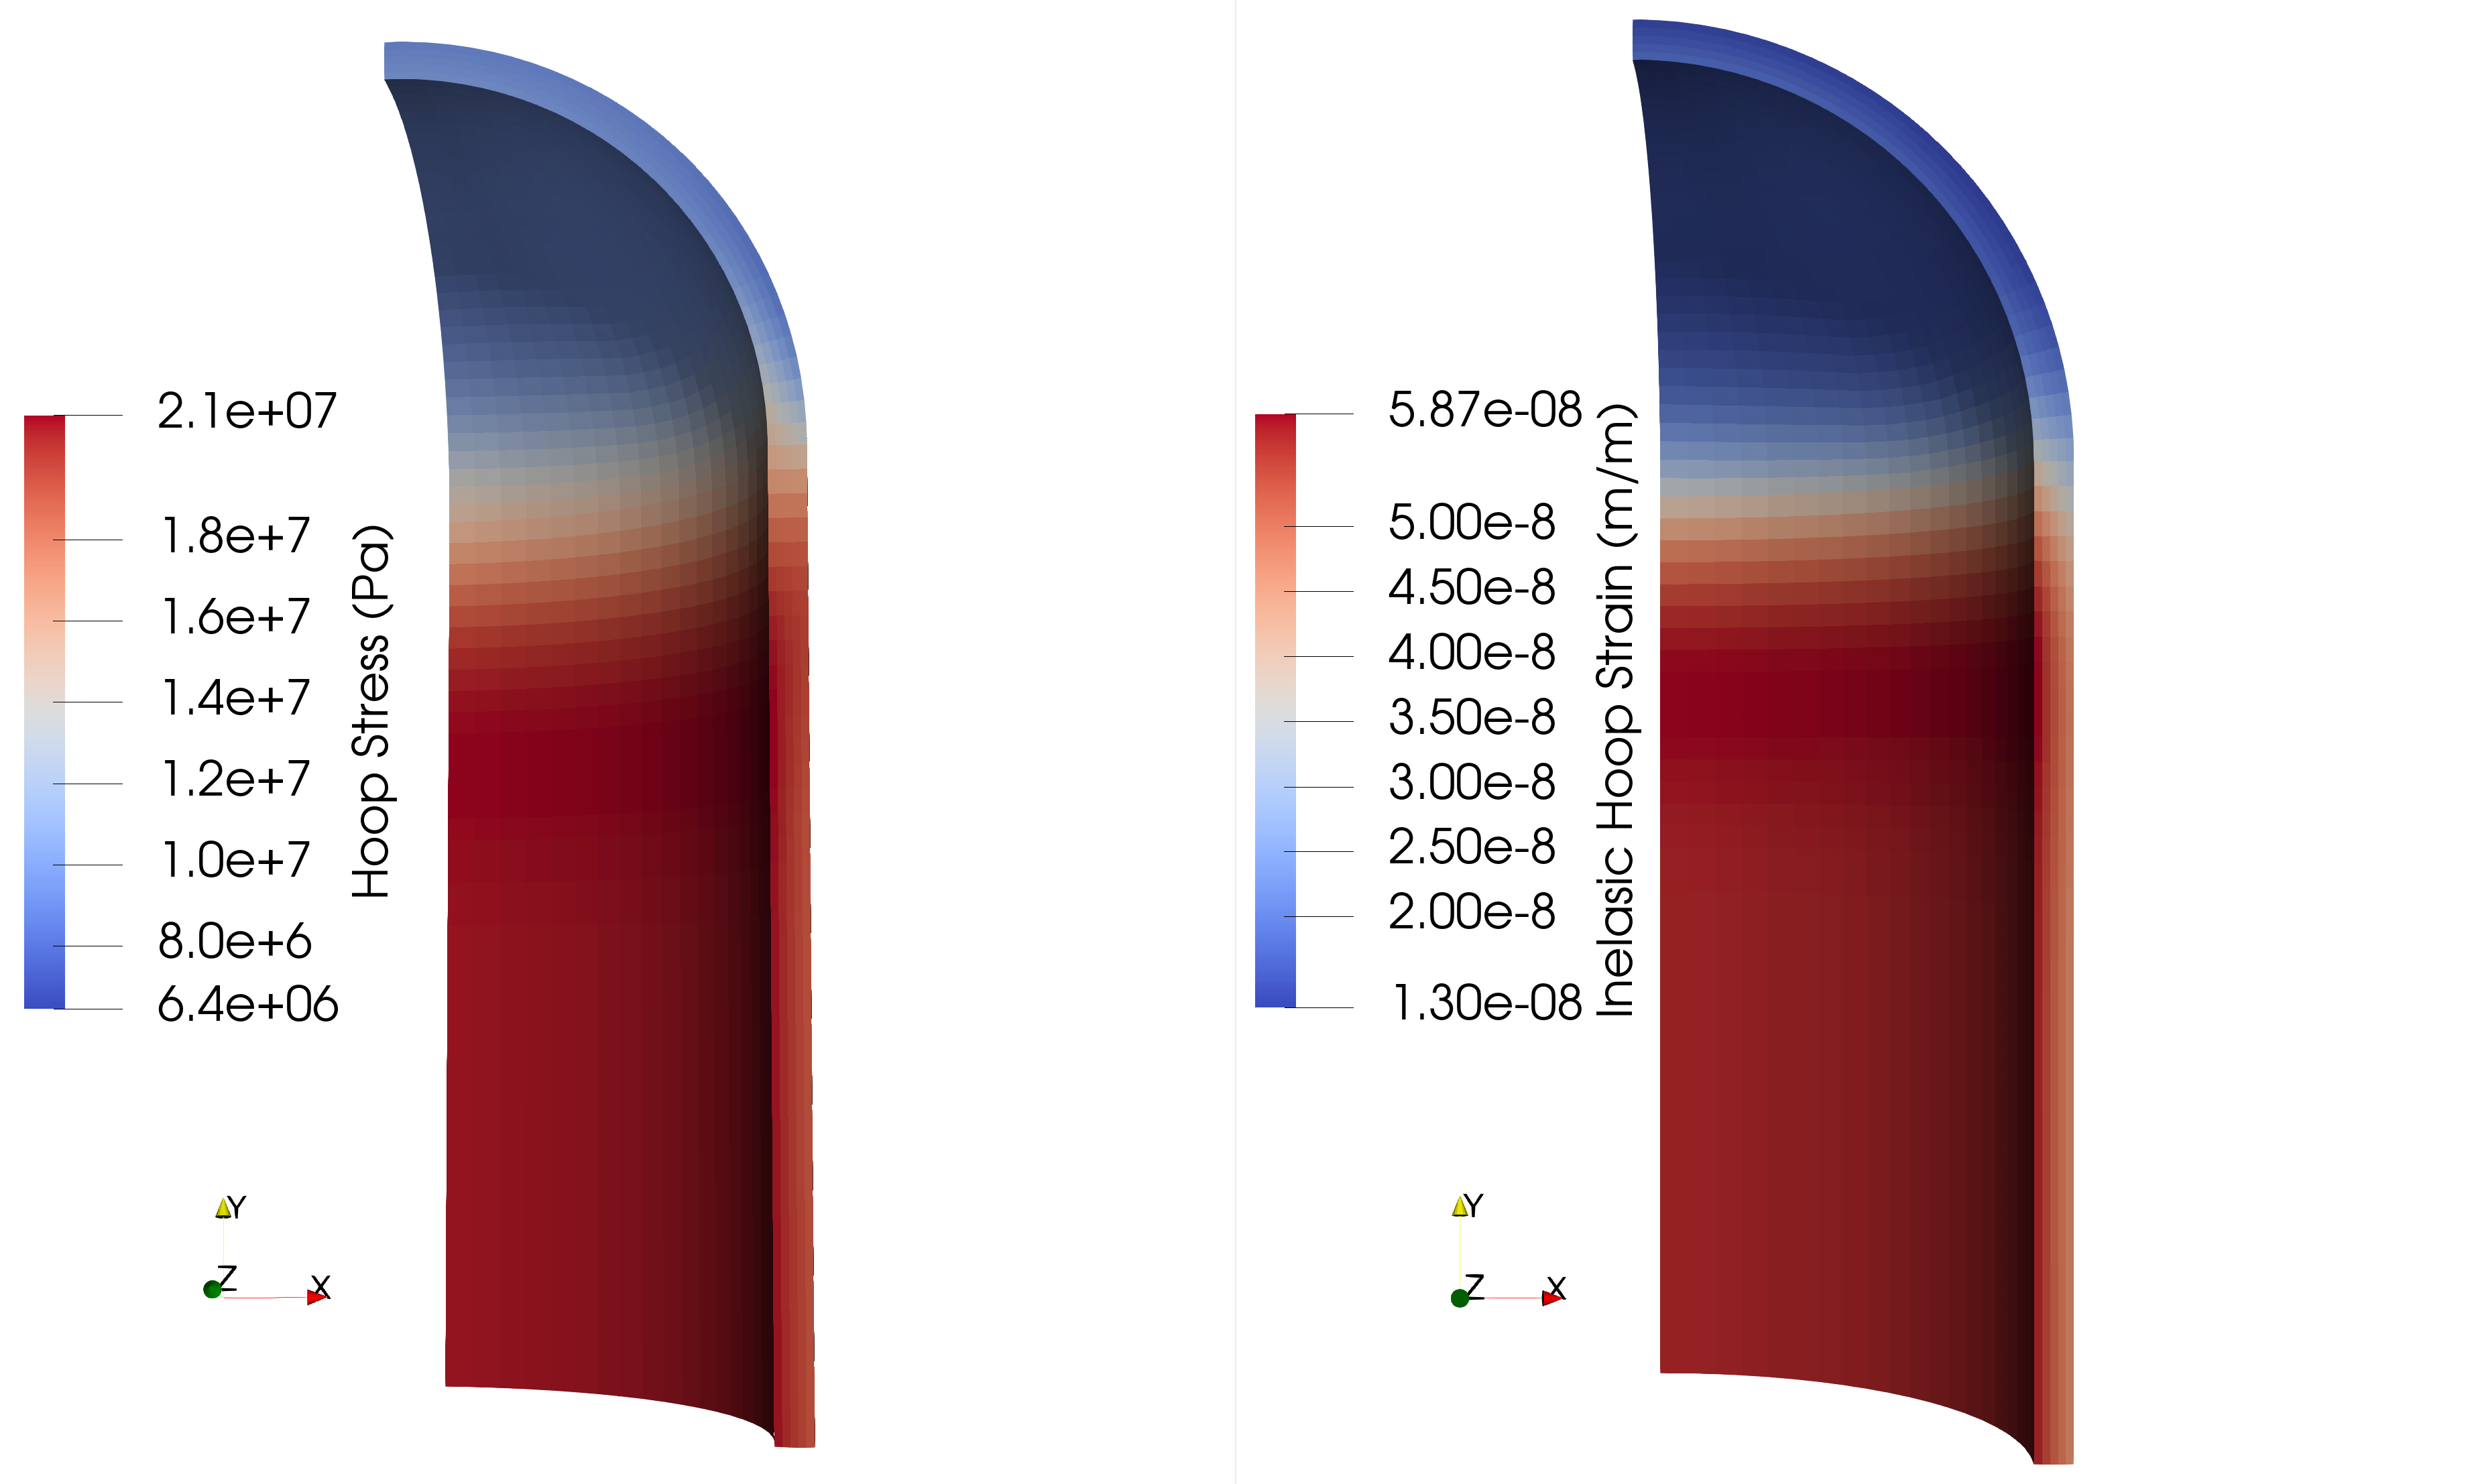 2.1e+07
1.8e+7
1.6e+7
1.4e+7
1.2e+7
1.0e+7
8.0e+6
6.4e+06
Hoop Stress (Pa)
Y
Z
X
5.87e-08
5.00e-8
4.50e-8
4.00e-8
3.50e-8
3.00e-8
2.50e-8
2.00e-8
1.30e-08
Inelasic Hoop Strain (m/m)
Y
Z
X